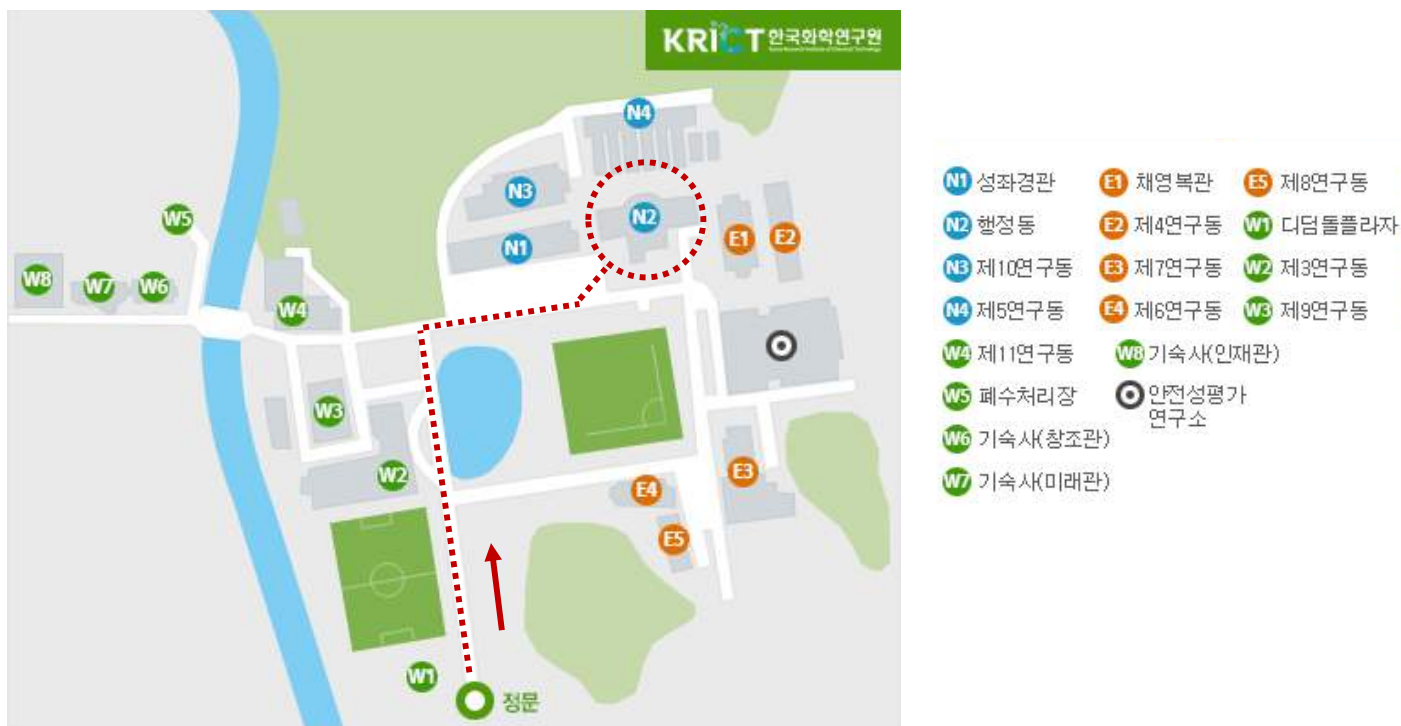 KRICT 한국화학연구원
N4
N3
N2
N1
E1
E2
W5
W8
W7
W6
W4
W3
W2
E4
E3
E5
W1
정문
N1 성좌경관
E1 채영복관
E5 제8연구동
N2 행정동
E2 제4연구동
W1 디딤돌플라자
N3 제10연구동
E3 제7연구동
W2 제3연구동
N4 제5연구동
E4 제6연구동
W3 제9연구동
W4 제11연구동
W8 기숙사(인재관)
W5 폐수처리장
안전성평가
연구소
W6 기숙사(창조관)
W7 기숙사(미래관)